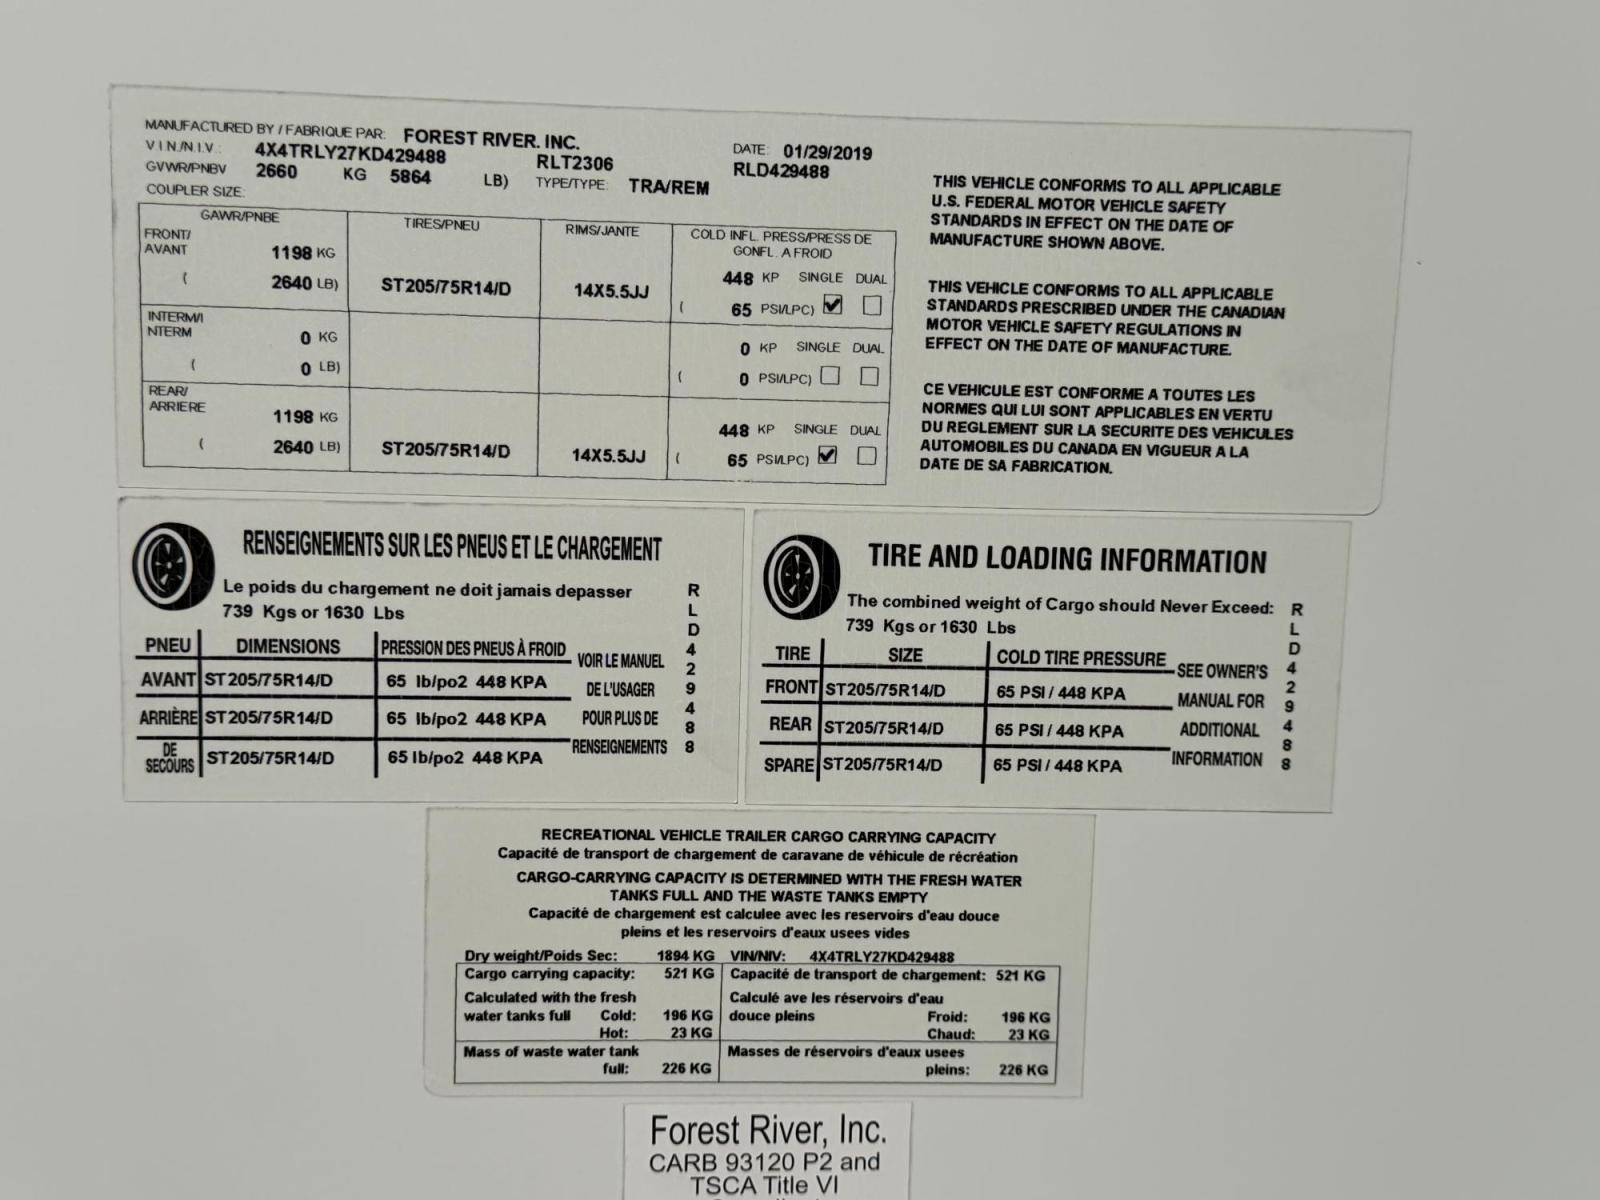 MANUFACTURED BY / FABRIQUE PAR: FOREST RIVER. INC.
V I N./N.I.V.: 4X4TRLY27KD429488 RLT2306 DATE: 01/29/2019
GVWR/PNBV 2660 KG 5864 LB) TYPE/TYPE: TRA/REM RLD429488
COUPLER SIZE:
GAWR/PNBE TIRES/PNEU RIMS/JANTE COLD INFL. PRESS/PRESS DE
GONFL. A FROID
FRONT/
AVANT 1198 KG 448 KP SINGLE DUAL
( 2640 LB) ST205/75R14/D 14X5.5JJ ( 65 PSI/LPC)
INTERM/I
NTERM 0 KG 0 KP SINGLE DUAL
( 0 LB) ( 0 PSI/LPC)
REAR/
ARRIERE 1198 KG 448 KP SINGLE DUAL
( 2640 LB) ST205/75R14/D 14X5.5JJ ( 65 PSI/LPC)
THIS VEHICLE CONFORMS TO ALL APPLICABLE
U.S. FEDERAL MOTOR VEHICLE SAFETY
STANDARDS IN EFFECT ON THE DATE OF
MANUFACTURE SHOWN ABOVE.
THIS VEHICLE CONFORMS TO ALL APPLICABLE
STANDARDS PRESCRIBED UNDER THE CANADIAN
MOTOR VEHICLE SAFETY REGULATIONS IN
EFFECT ON THE DATE OF MANUFACTURE.
CE VEHICULE EST CONFORME A TOUTES LES
NORMES QUI LUI SONT APPLICABLES EN VERTU
DU REGLEMENT SUR LA SECURITE DES VEHICULES
AUTOMOBILES DU CANADA EN VIGUEUR A LA
DATE DE SA FABRICATION.
RENSEIGNEMENTS SUR LES PNEUS ET LE CHARGEMENT
Le poids du chargement ne doit jamais depasser
739 Kgs or 1630 Lbs
PNEU DIMENSIONS PRESSION DES PNEUS À FROID
AVANT ST205/75R14/D 65 lb/po2 448 KPA
ARRIÈRE ST205/75R14/D 65 lb/po2 448 KPA
DE
SECOURS ST205/75R14/D 65 lb/po2 448 KPA
VOIR LE MANUEL
DE L'USAGER
POUR PLUS DE
RENSEIGNEMENTS
RLD429488
TIRE AND LOADING INFORMATION
The combined weight of Cargo should Never Exceed:
739 Kgs or 1630 Lbs
TIRE SIZE COLD TIRE PRESSURE
FRONT ST205/75R14/D 65 PSI / 448 KPA
REAR ST205/75R14/D 65 PSI / 448 KPA
SPARE ST205/75R14/D 65 PSI / 448 KPA
SEE OWNER'S
MANUAL FOR
ADDITIONAL
INFORMATION
RLD429488
RECREATIONAL VEHICLE TRAILER CARGO CARRYING CAPACITY
Capacité de transport de chargement de caravane de véhicule de récréation
CARGO-CARRYING CAPACITY IS DETERMINED WITH THE FRESH WATER
TANKS FULL AND THE WASTE TANKS EMPTY
Capacité de chargement est calculee avec les reservoirs d'eau douce
pleins et les reservoirs d'eaux usees vides
Dry weight/Poids Sec: 1894 KG VIN/NIV: 4X4TRLY27KD429488
Cargo carrying capacity: 521 KG Capacité de transport de chargement: 521 KG
Calculated with the fresh Calculé ave les réservoirs d'eau
water tanks full Cold: 196 KG douce pleins Froid: 196 KG
Hot: 23 KG Chaud: 23 KG
Mass of waste water tank Masses de réservoirs d'eaux usees
full: 226 KG pleins: 226 KG
Forest River, Inc.
CARB 93120 P2 and
TSCA Title VI